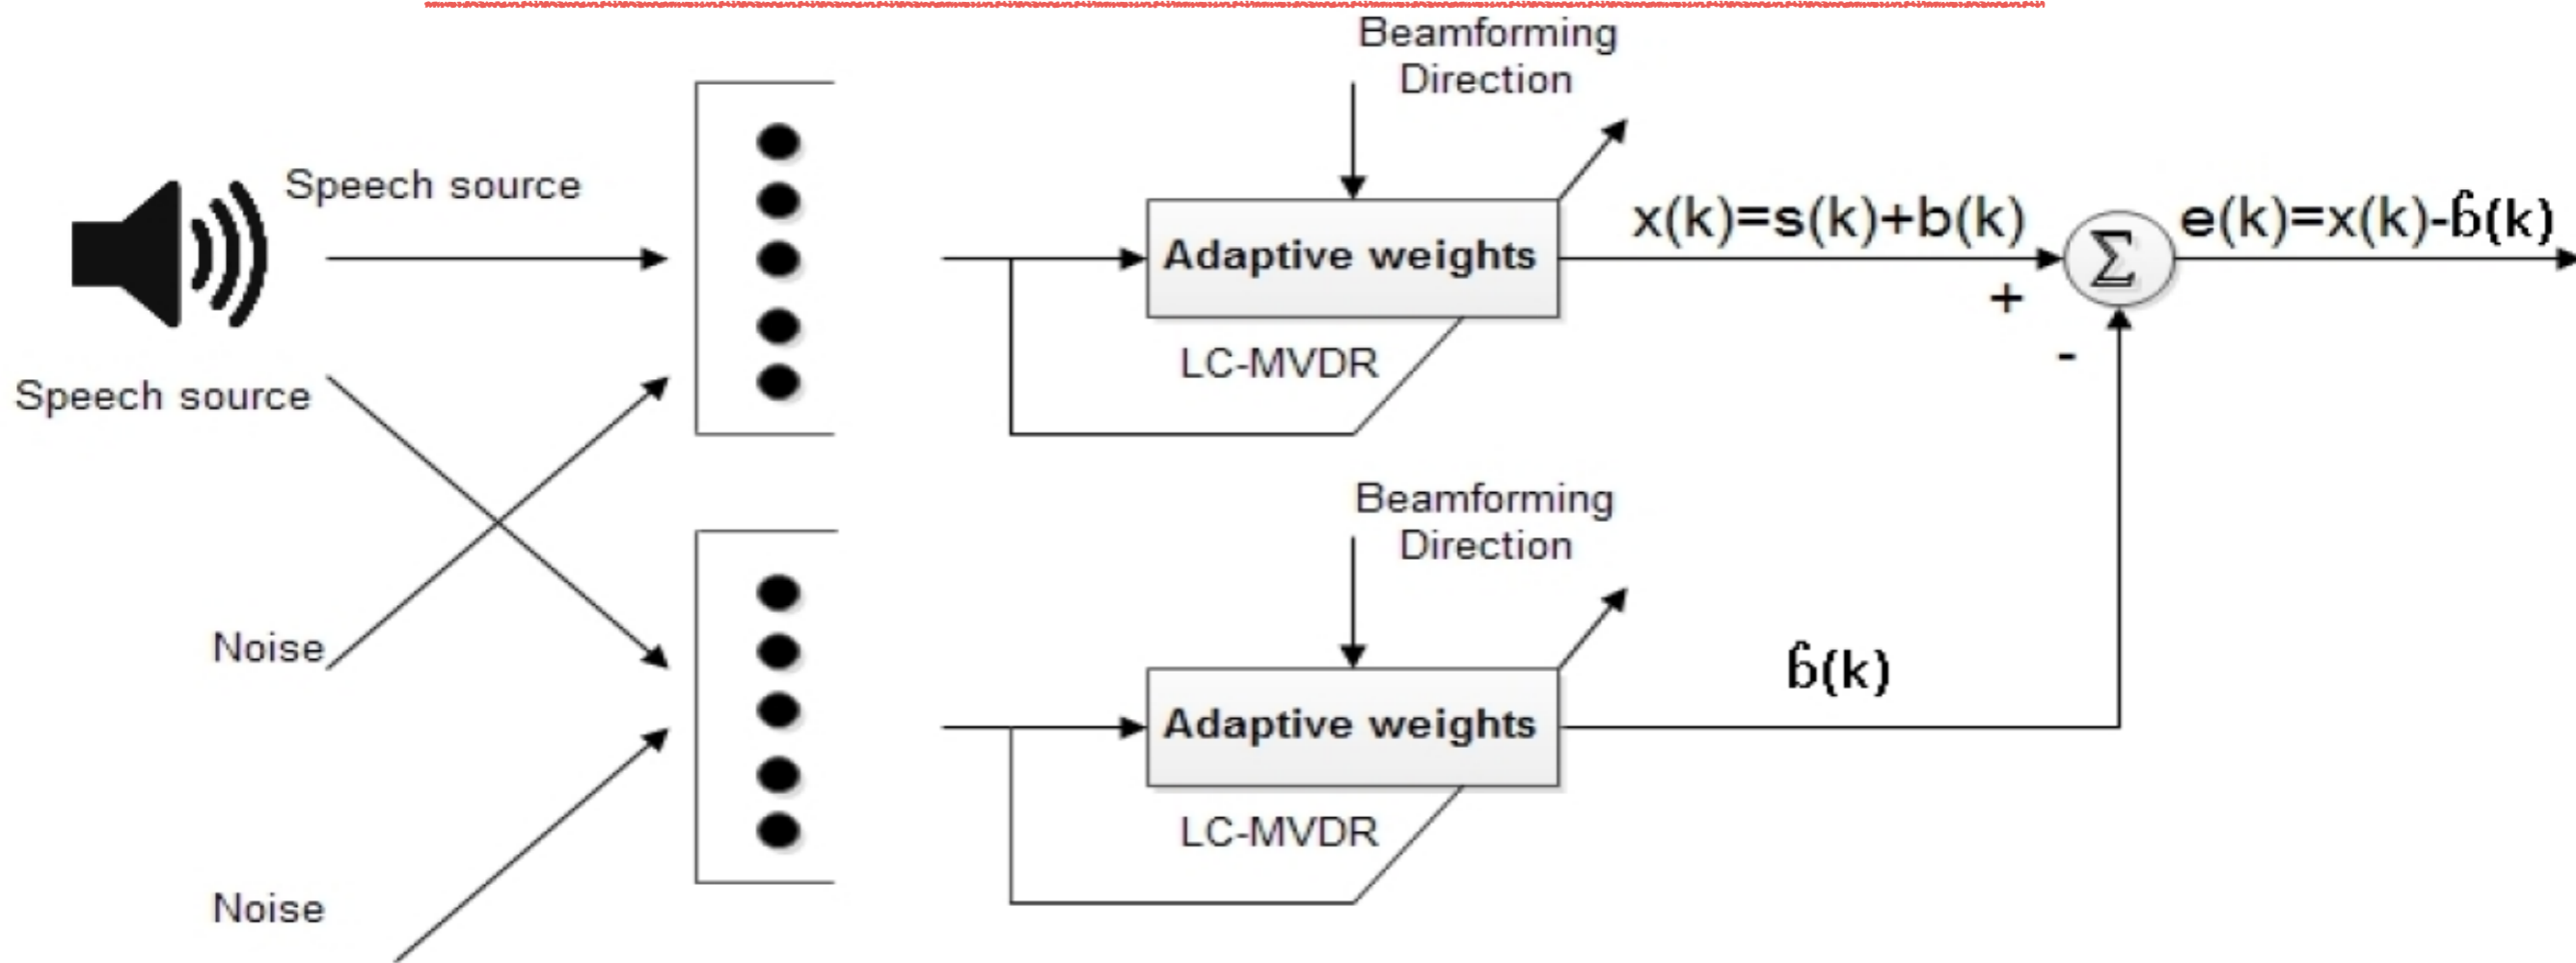 Beamforming
Direction
Speech source
Adaptive weights
x(k)=s(k)+b(k)
Σ
e(k)=x(k)-b̂(k)
+
-
LC-MVDR
Speech source
Beamforming
Direction
Noise
Adaptive weights
b̂(k)
LC-MVDR
Noise